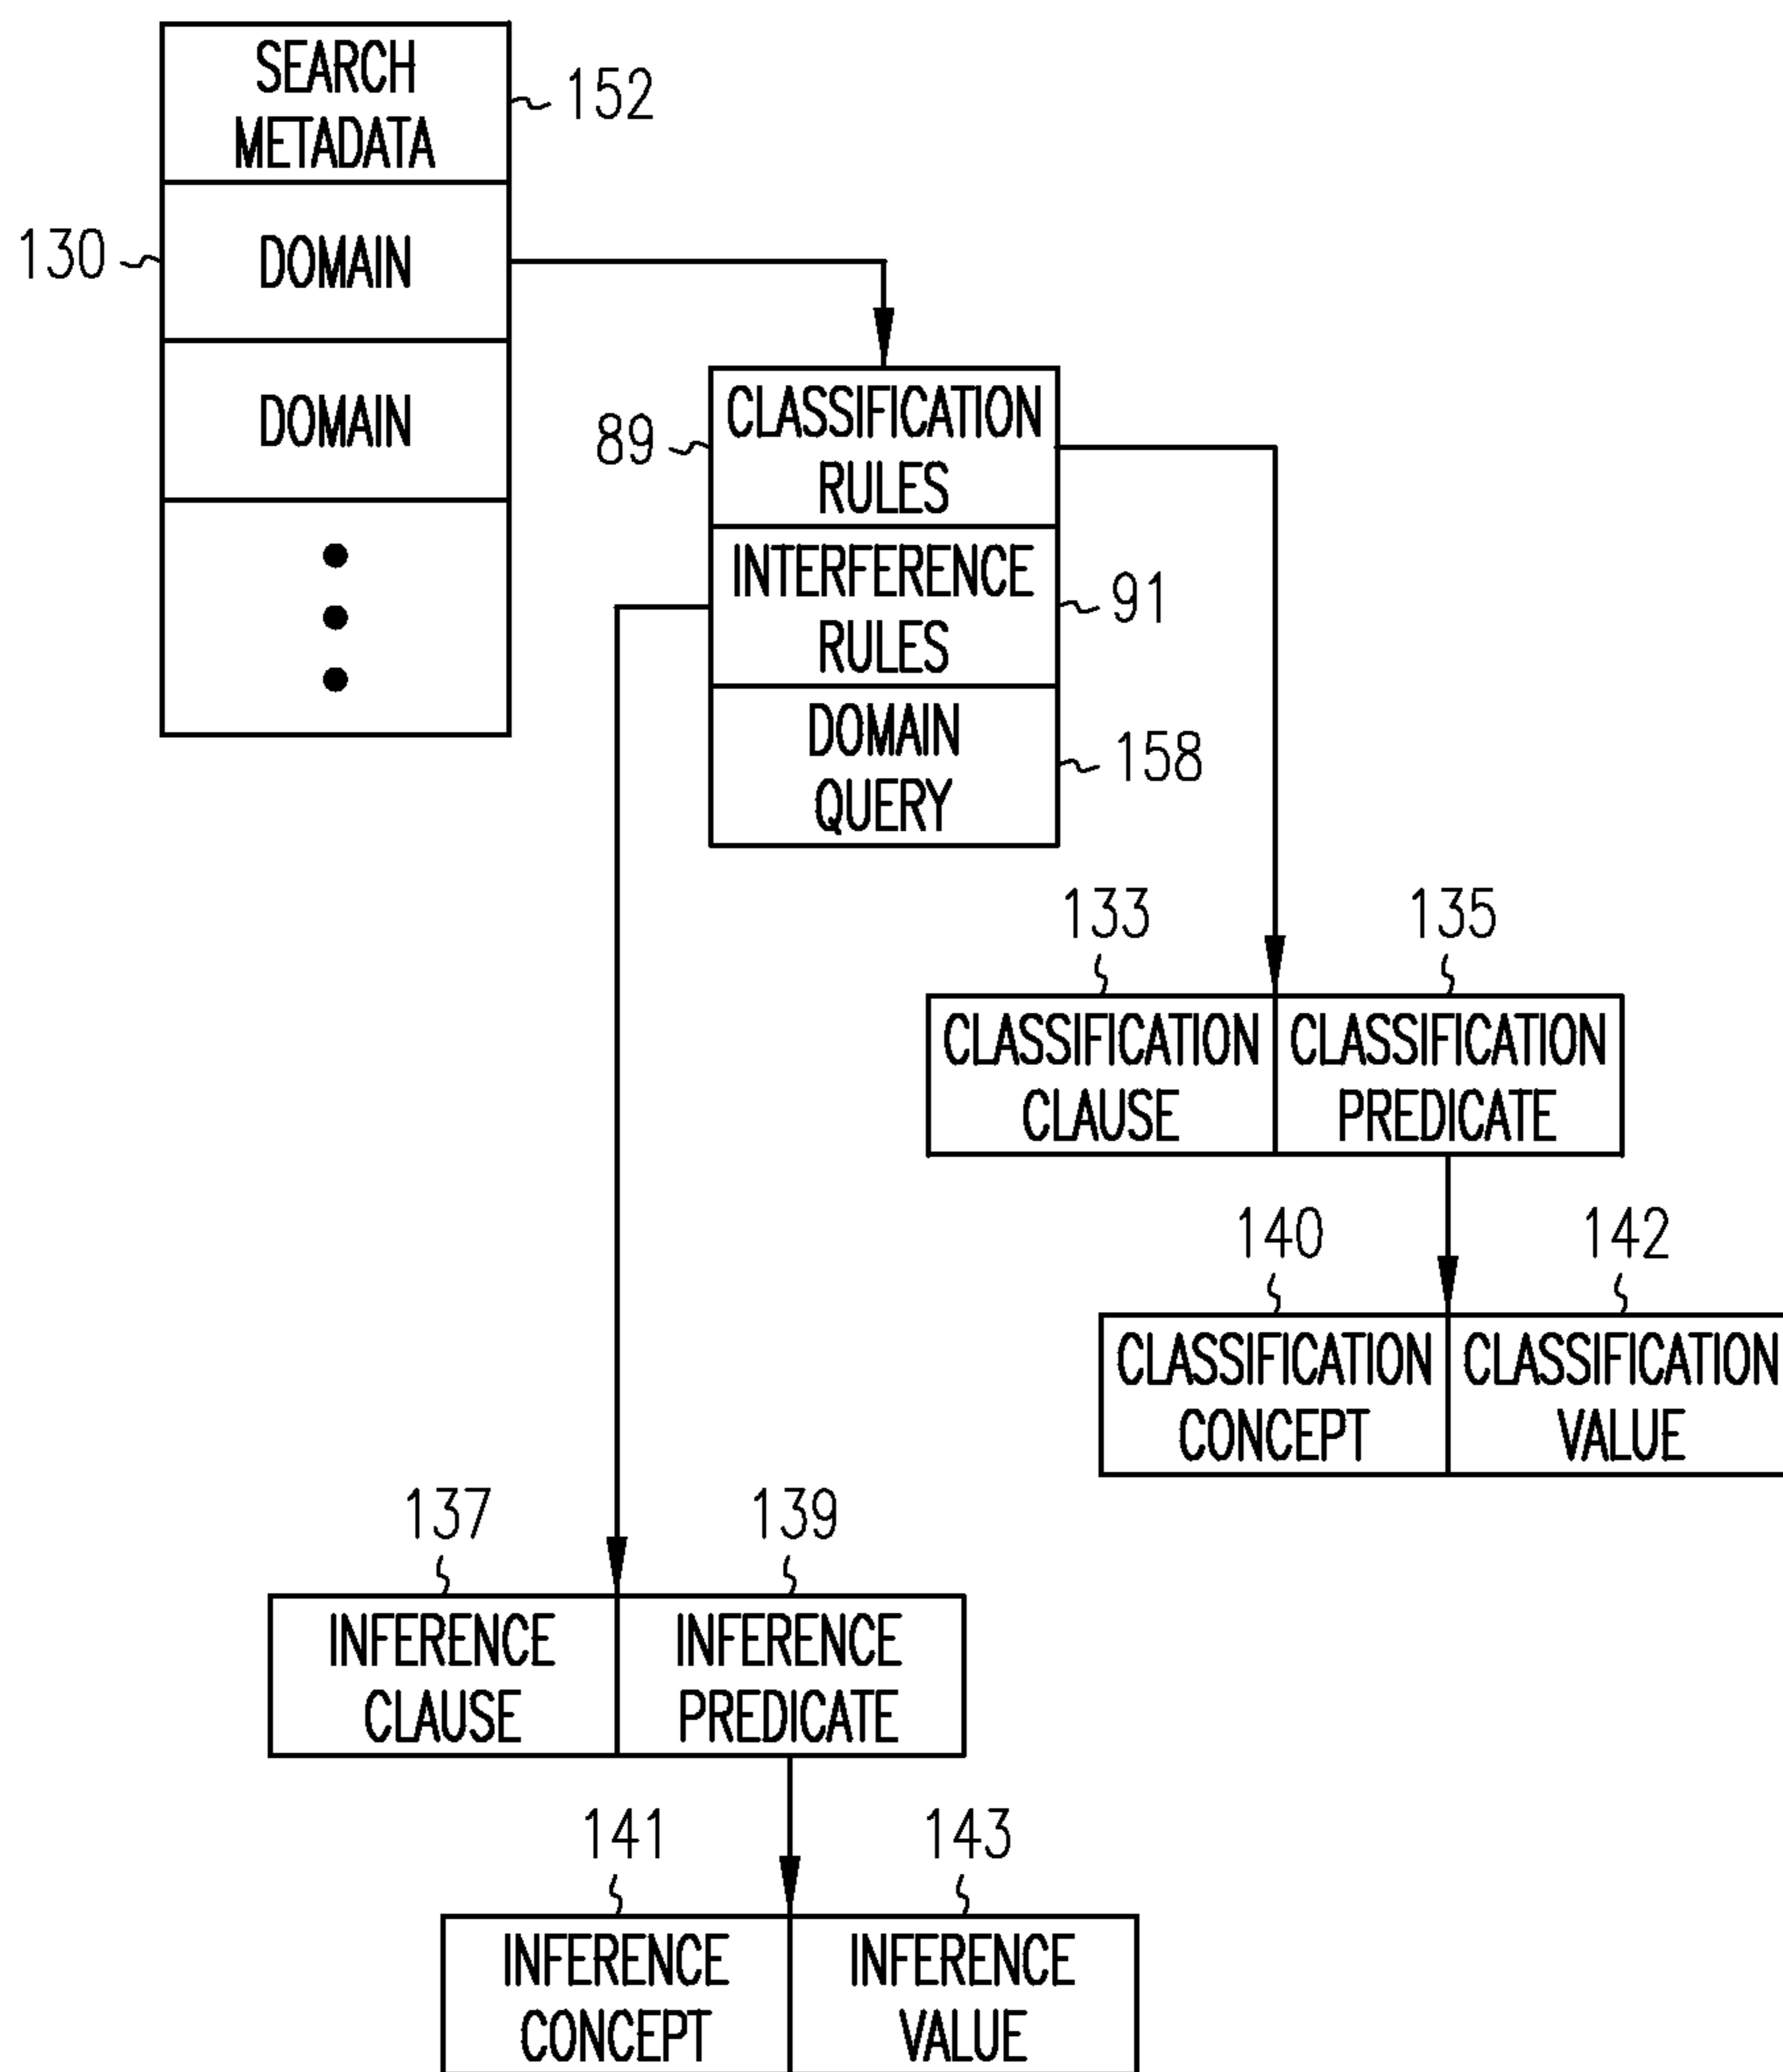 SEARCH
METADATA
152
130
DOMAIN
DOMAIN
89
CLASSIFICATION
RULES
INTERFERENCE
RULES
91
DOMAIN
QUERY
158
133
135
CLASSIFICATION
CLAUSE
CLASSIFICATION
PREDICATE
140
142
CLASSIFICATION
CONCEPT
CLASSIFICATION
VALUE
137
139
INFERENCE
CLAUSE
INFERENCE
PREDICATE
141
143
INFERENCE
CONCEPT
INFERENCE
VALUE